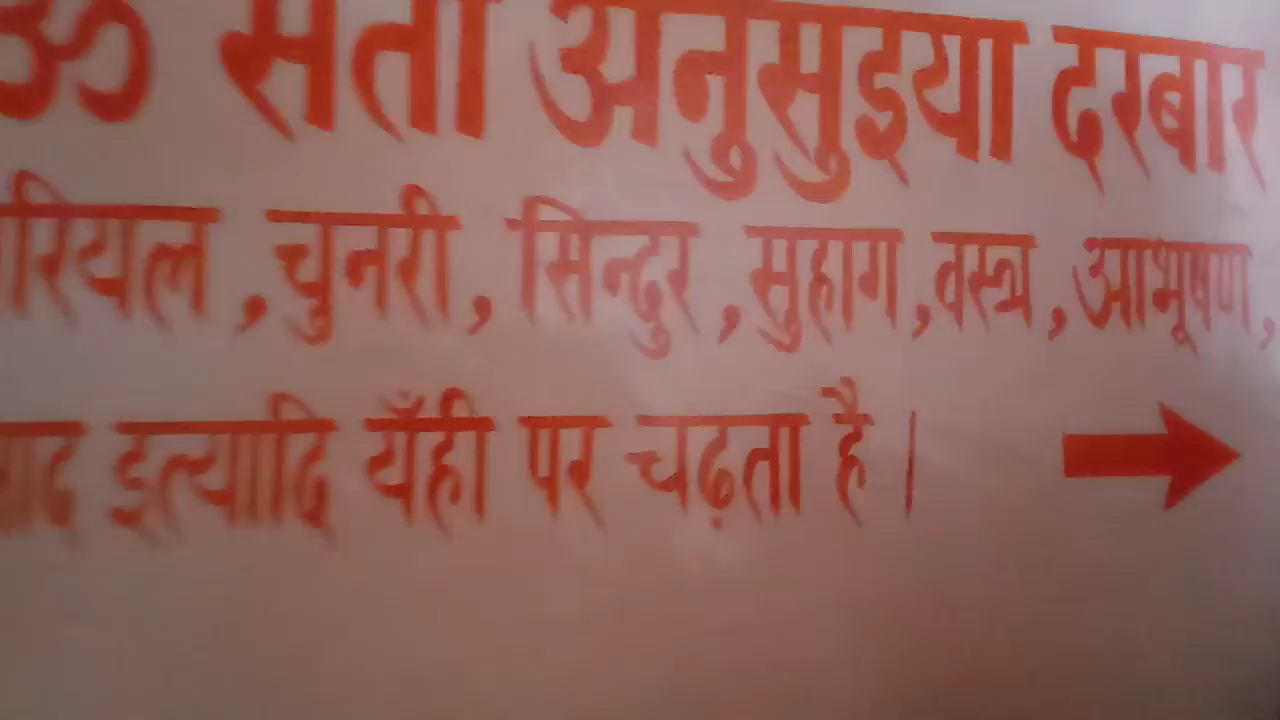 ॐ सती अनुसुइया दरबार
रियल , चुनरी , सिन्दुर , सुहाग , वस्त्र , आभूषण ,
इत्यादि यँही पर चढ़ता है ।